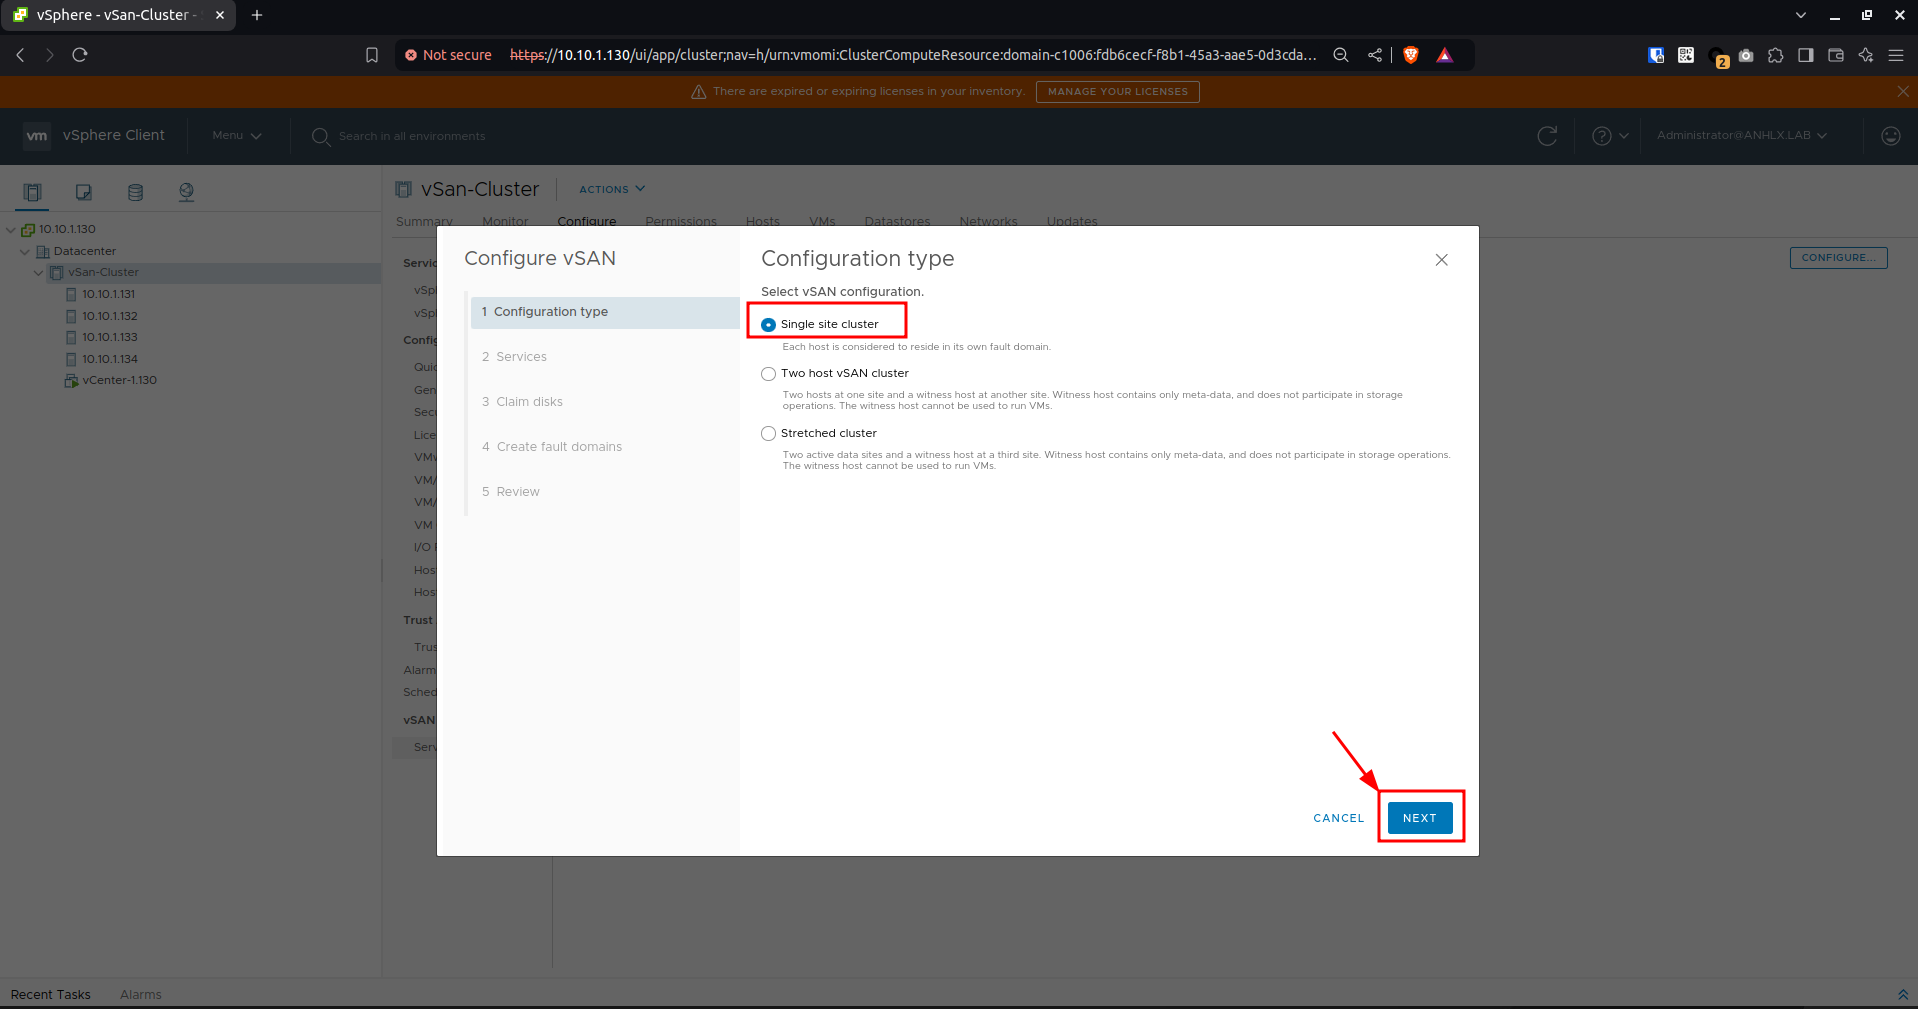 vSphere - vSan-Cluster -
Not secure
https://10.10.1.130/ui/app/cluster;nav=h/urn:vmomi:ClusterComputeResource:domain-c1006:fdb6cecf-f8b1-45a3-aae5-0d3cda...
2
There are expired or expiring licenses in your inventory.
MANAGE YOUR LICENSES
vm
vSphere Client
Menu
Search in all environments
Administrator@ANHLX.LAB
vSan-Cluster
ACTIONS
Summary Monitor Configure Permissions Hosts VMs Datastores Networks Updates
10.10.1.130
Datacenter
vSan-Cluster
10.10.1.131
10.10.1.132
10.10.1.133
10.10.1.134
vCenter-1.130
CONFIGURE...
Servic
vSp
vSp
Config
Quic
Gen
Secu
Lice
VMw
VM/
VM/
VM
I/O
Host
Host
Trust
Trus
Alarm
Sched
vSAN
Serv
Configure vSAN
1 Configuration type
2 Services
3 Claim disks
4 Create fault domains
5 Review
Configuration type
Select vSAN configuration.
Single site cluster
Each host is considered to reside in its own fault domain.
Two host vSAN cluster
Two hosts at one site and a witness host at another site. Witness host contains only meta-data, and does not participate in storage
operations. The witness host cannot be used to run VMs.
Stretched cluster
Two active data sites and a witness host at a third site. Witness host contains only meta-data, and does not participate in storage operations.
The witness host cannot be used to run VMs.
CANCEL
NEXT
Recent Tasks
Alarms